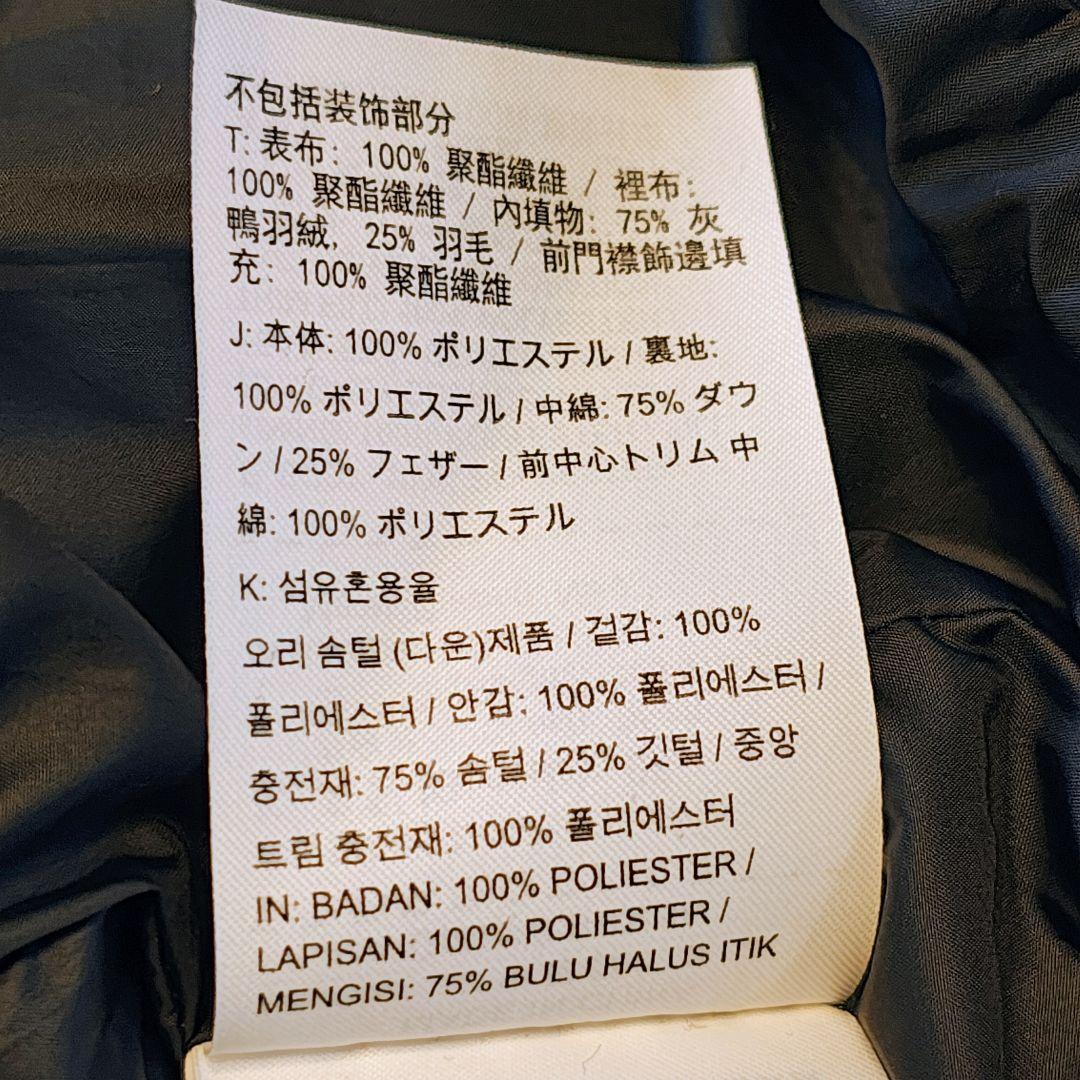 不包括装饰部分
T: 表布: 100% 聚酯纖維 / 裡布:
100% 聚酯纖維 / 內填物: 75% 灰
鴨羽絨, 25% 羽毛 / 前門襟飾邊填
充: 100% 聚酯纖維
J: 本体: 100% ポリエステル / 裏地:
100% ポリエステル / 中綿: 75% ダウ
ン / 25% フェザー / 前中心トリム 中
綿: 100% ポリエステル
K: 섬유혼용율
오리 솜털 (다운)제품 / 겉감: 100%
폴리에스터 / 안감: 100% 폴리에스터 /
충전재: 75% 솜털 / 25% 깃털 / 중앙
트림 충전재: 100% 폴리에스터
IN: BADAN: 100% POLIESTER /
LAPISAN: 100% POLIESTER /
MENGISI: 75% BULU HALUS ITIK